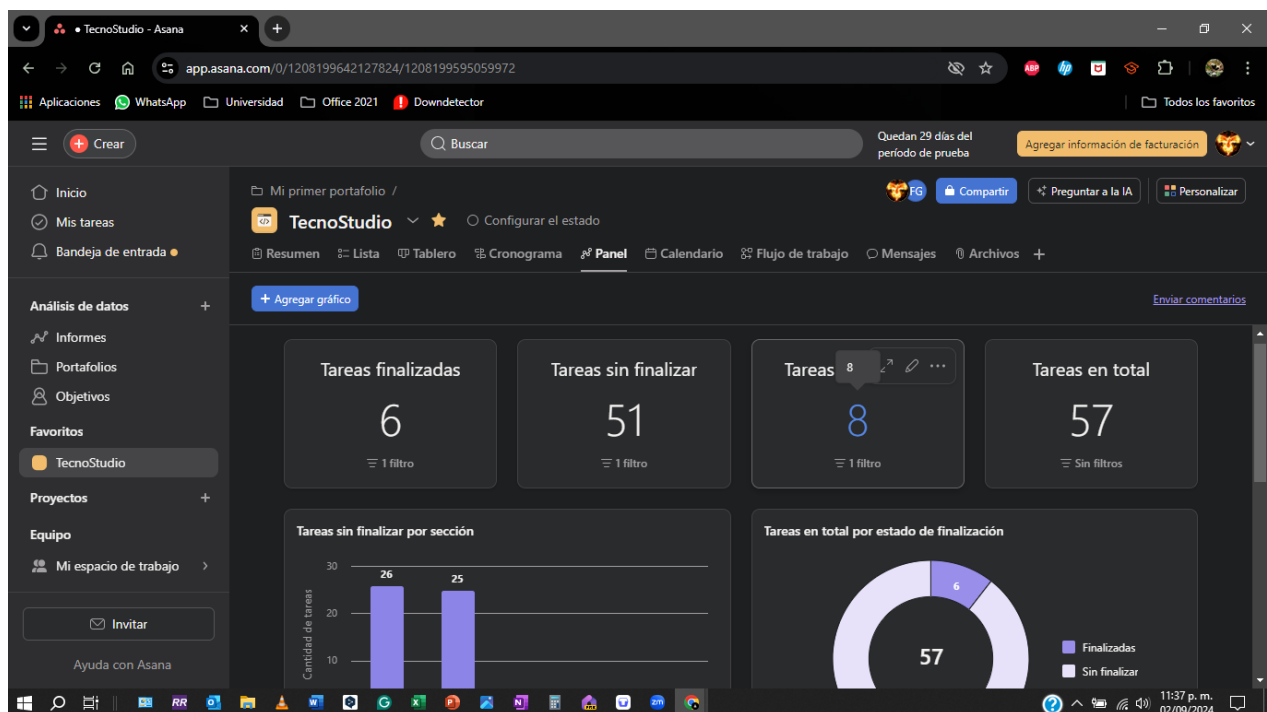 TecnoStudio - Asana
app.asana.com/0/1208199642127824/1208199595059972
ABP
hp
Aplicaciones WhatsApp Universidad Office 2021 Downdetector Todos los favoritos
Crear
Buscar
Quedan 29 días del
período de prueba
Agregar información de facturación
Inicio
Mis tareas
Bandeja de entrada
Análisis de datos
Informes
Portafolios
Objetivos
Favoritos
TecnoStudio
Proyectos
Equipo
Mi espacio de trabajo
Invitar
Ayuda con Asana
Mi primer portafolio /
FG
Compartir
Preguntar a la IA
Personalizar
TecnoStudio
Configurar el estado
Resumen Lista Tablero Cronograma Panel Calendario Flujo de trabajo Mensajes Archivos
Agregar gráfico
Enviar comentarios
Tareas finalizadas
6
1 filtro
Tareas sin finalizar
51
1 filtro
Tareas
8
8
1 filtro
Tareas en total
57
Sin filtros
Tareas sin finalizar por sección
Cantidad de tareas
30
20
10
26
25
Tareas en total por estado de finalización
6
57
Finalizadas
Sin finalizar
RR
zm
11:37 p. m.
02/09/2024